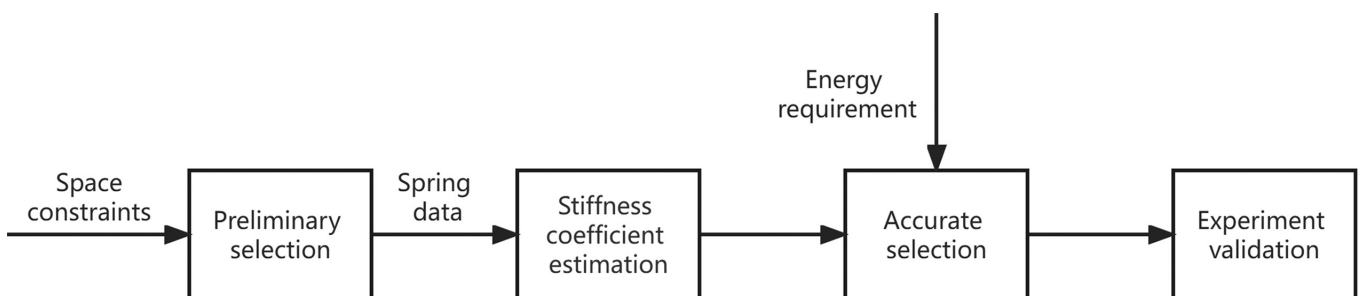 Energy
requirement
Space
constraints
Preliminary
selection
Spring
data
Stiffness
coefficient
estimation
Accurate
selection
Experiment
validation